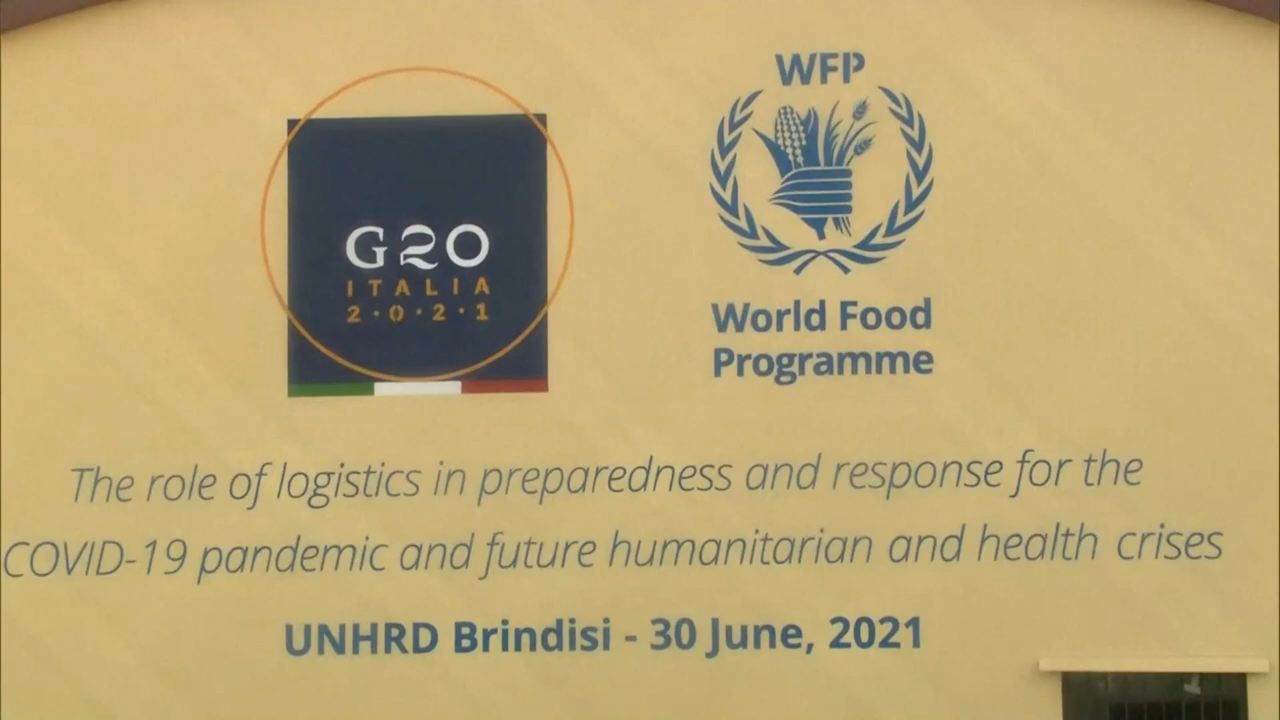 WFP
G20
ITALIA
2·0·2·1
World Food
Programme
The role of logistics in preparedness and response for the
COVID-19 pandemic and future humanitarian and health crises
UNHRD Brindisi - 30 June, 2021